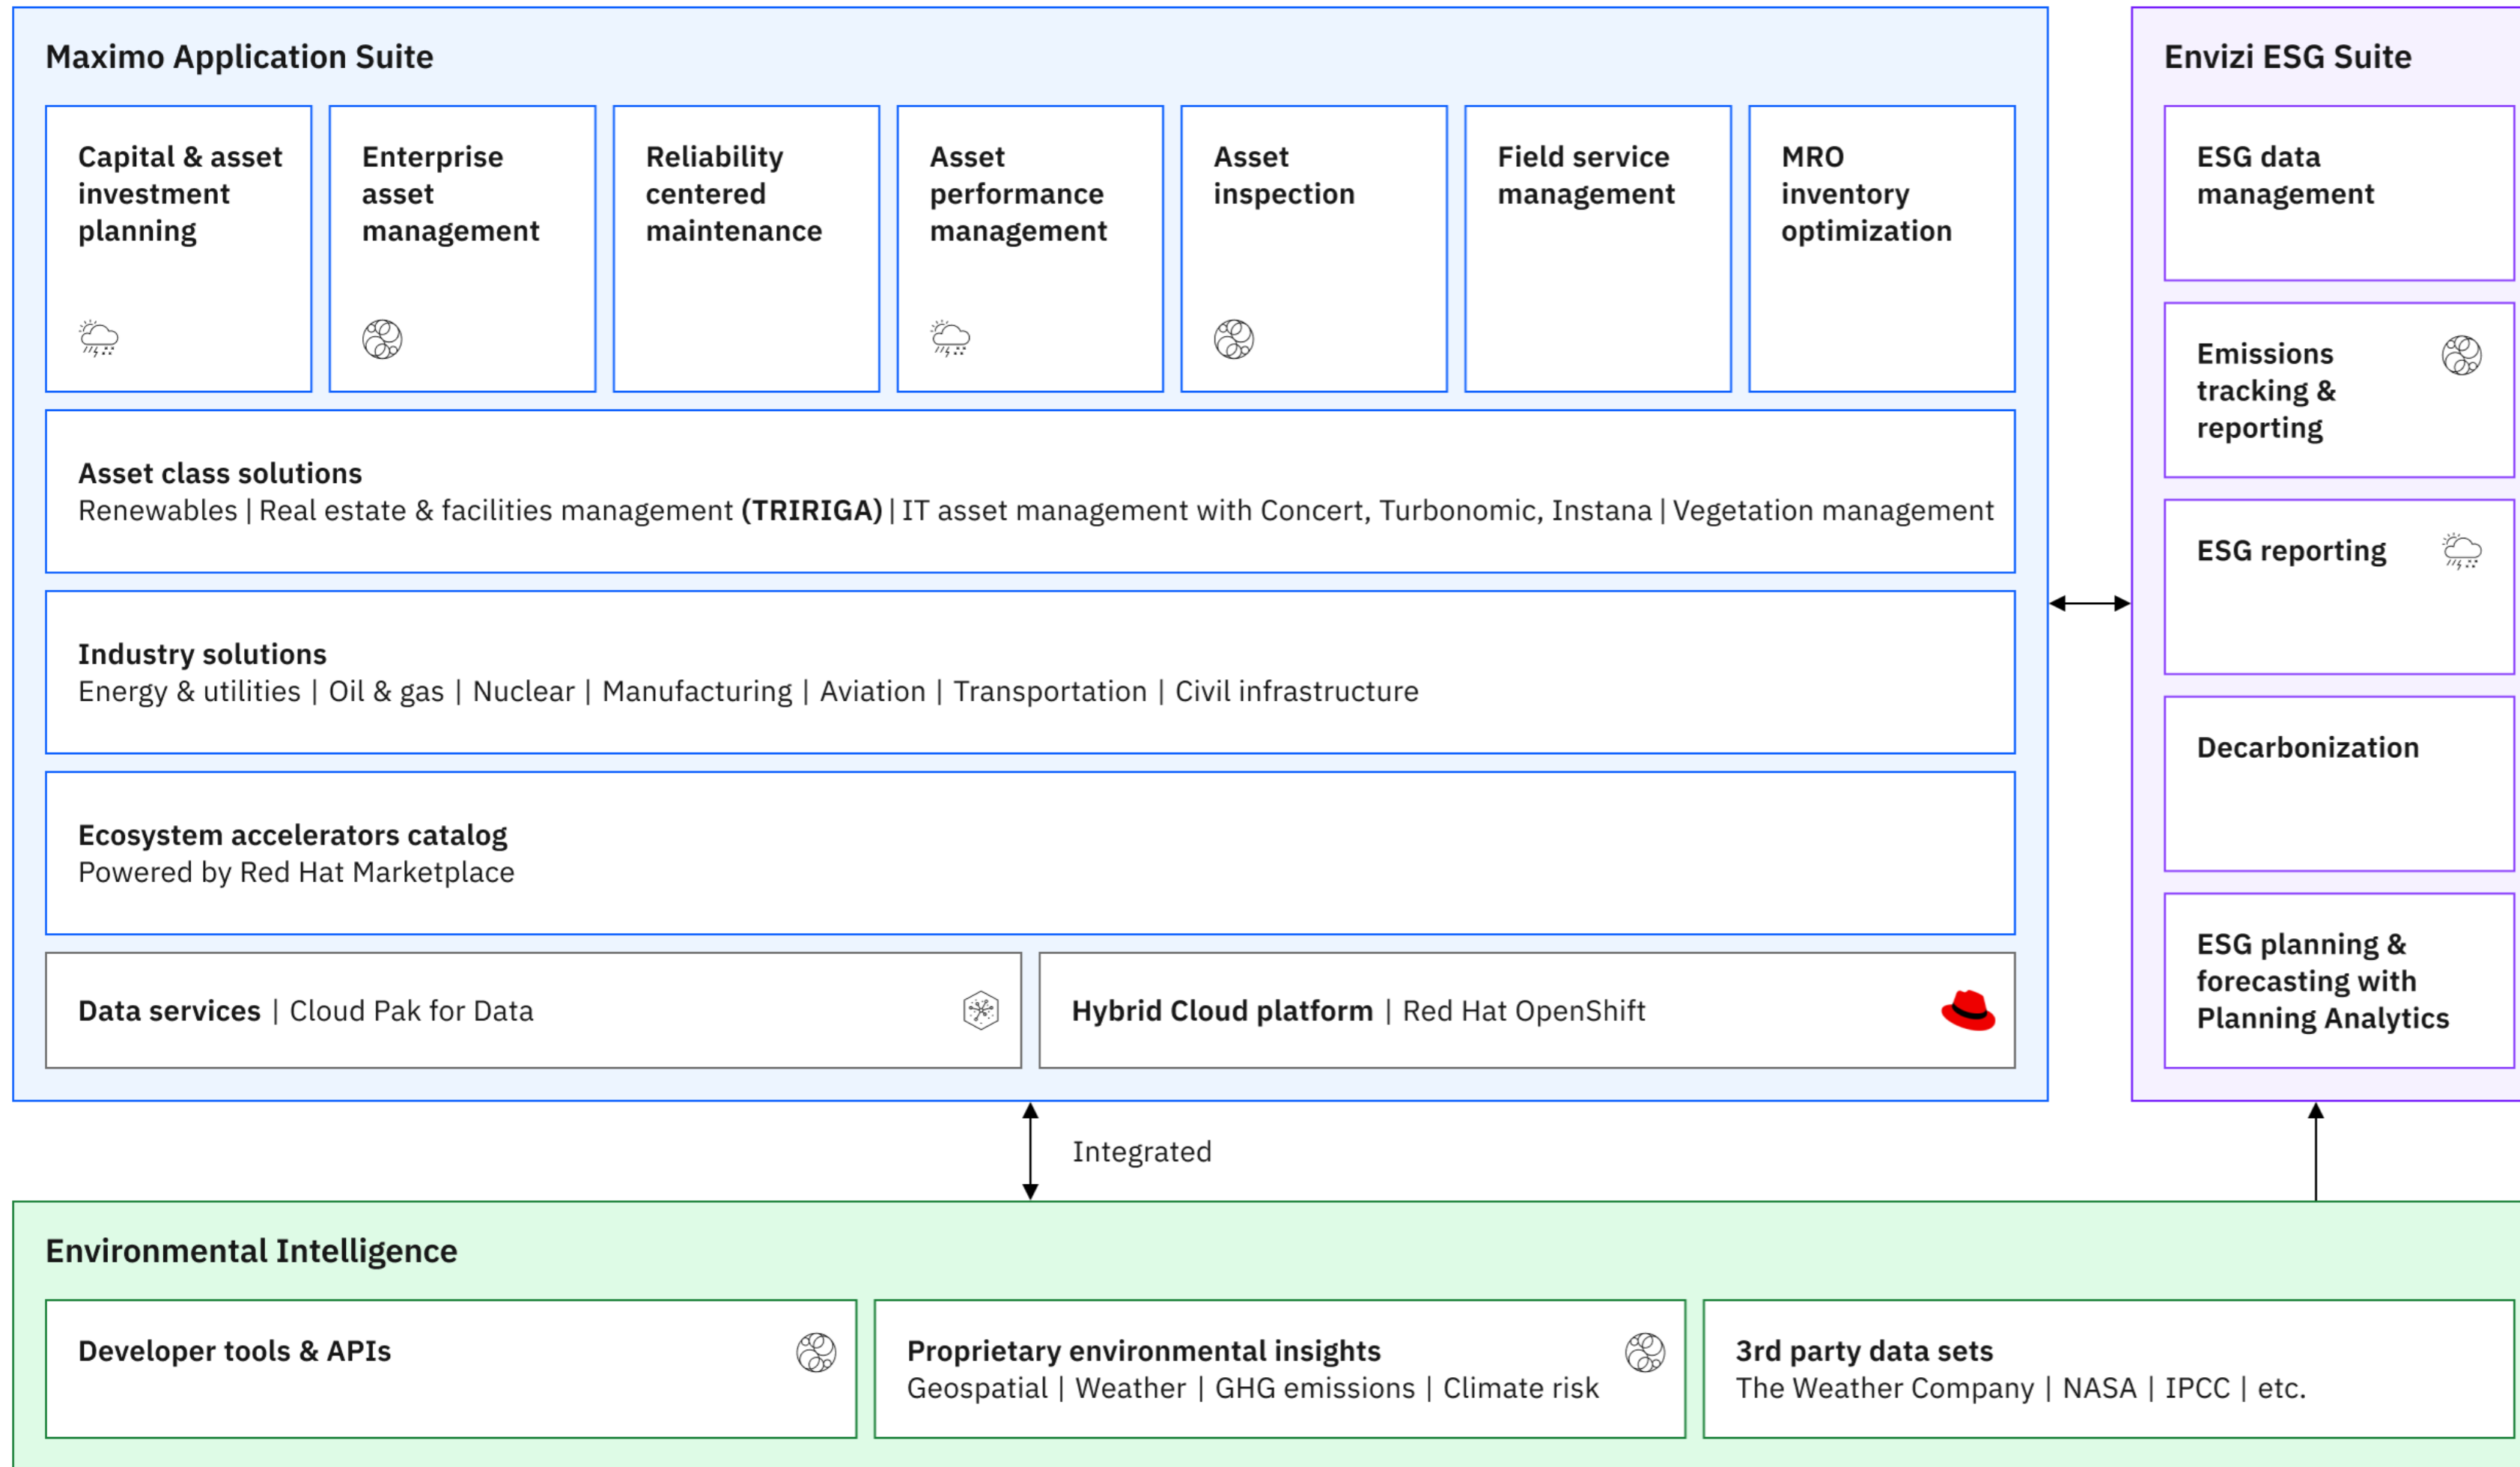 Maximo Application Suite
Capital & asset
investment
planning
Enterprise
asset
management
Reliability
centered
maintenance
Asset
performance
management
Asset
inspection
Field service
management
MRO
inventory
optimization
Asset class solutions
Renewables | Real estate & facilities management (TRIRIGA) | IT asset management with Concert, Turbonomic, Instana | Vegetation management
Industry solutions
Energy & utilities | Oil & gas | Nuclear | Manufacturing | Aviation | Transportation | Civil infrastructure
Ecosystem accelerators catalog
Powered by Red Hat Marketplace
Data services | Cloud Pak for Data
Hybrid Cloud platform | Red Hat OpenShift
Envizi ESG Suite
ESG data
management
Emissions
tracking &
reporting
ESG reporting
Decarbonization
ESG planning &
forecasting with
Planning Analytics
Integrated
Environmental Intelligence
Developer tools & APIs
Proprietary environmental insights
Geospatial | Weather | GHG emissions | Climate risk
3rd party data sets
The Weather Company | NASA | IPCC | etc.